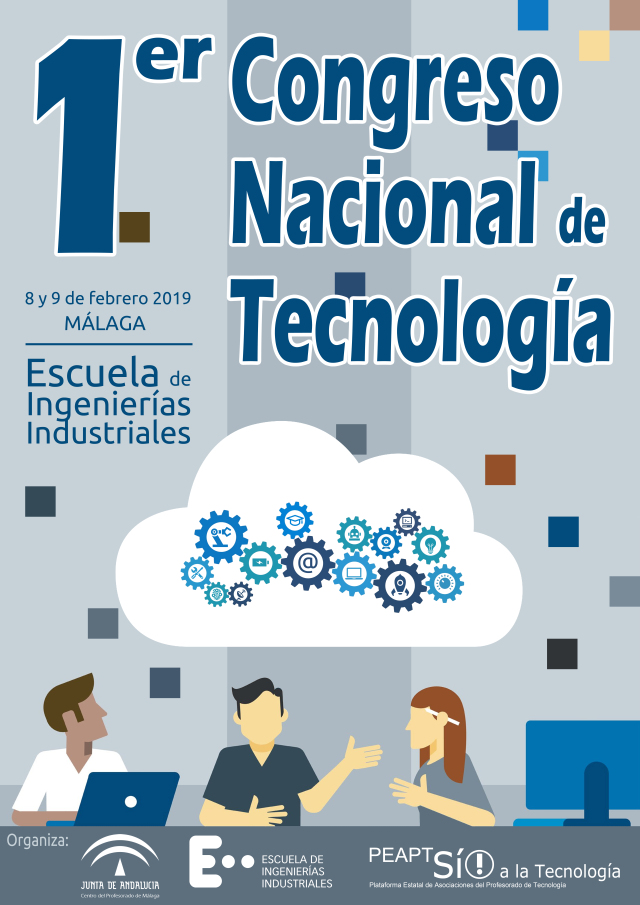 1er Congreso
Nacional de
Tecnología
8 y 9 de febrero 2019
MÁLAGA
Escuela de
Ingenierías
Industriales
@
Organiza:
JUNTA DE ANDALUCIA
Centro del Profesorado de Málaga
E
ESCUELA DE
INGENIERÍAS
INDUSTRIALES
PEAPT
SÍ! a la Tecnología
Plataforma Estatal de Asociaciones del Profesorado de Tecnología